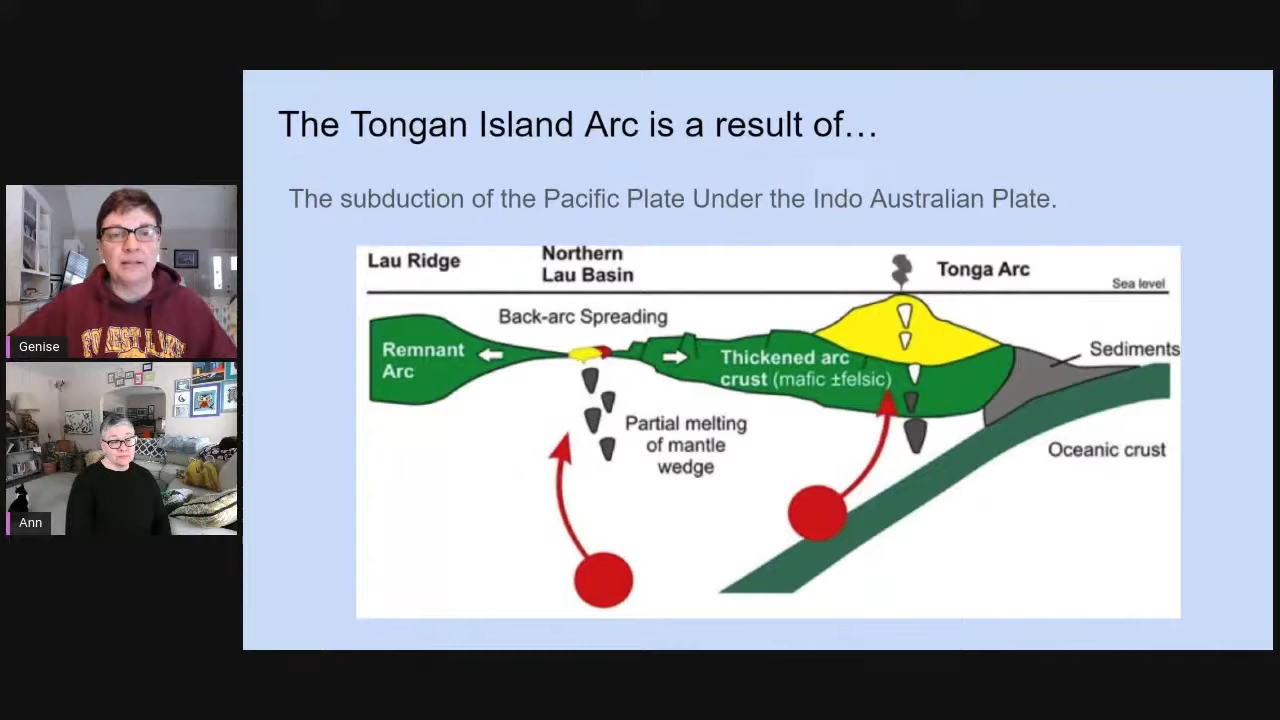 The Tongan Island Arc is a result of…
The subduction of the Pacific Plate Under the Indo Australian Plate.
Lau Ridge
Northern
Lau Basin
Tonga Arc
Sea level
Back-arc Spreading
Remnant
Arc
Thickened arc
crust (mafic ±felsic)
Sediments
Partial melting
of mantle
wedge
Oceanic crust
Genise
FOREST LAKE
Ann